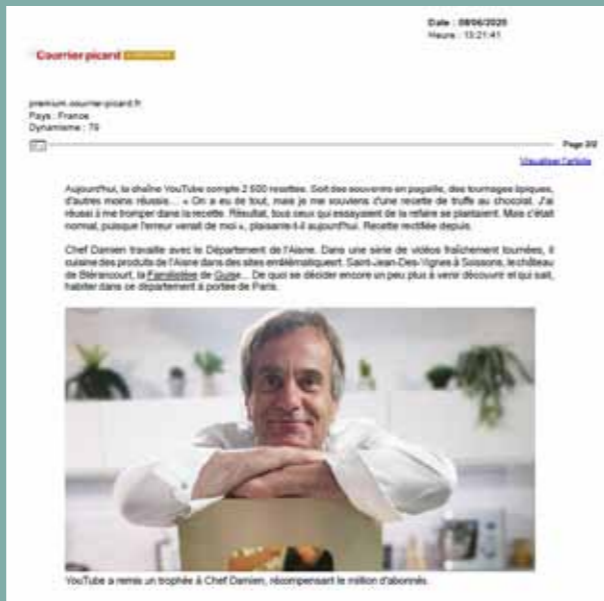 Date : 08/06/2020
Heure : 13:21:41
Courrier picard
premium.courrier-picard.fr
Pays : France
Dynamisme : 79
Page 2/2
Visualiser l'article
Aujourd'hui, la chaîne YouTube compte 2 500 recettes. Soit des souvenirs en pagaille, des tournages épiques,
d'autres moins réussis... « On a eu de tout, mais je me souviens d'une recette de truffe au chocolat. J'ai
réussi à me tromper dans la recette. Résultat, tous ceux qui essayaient de la refaire se plantaient. Mais c'était
normal, puisque l'erreur venait de moi », plaisante-t-il aujourd'hui. Recette rectifiée depuis.
Chef Damien travaille avec le Département de l'Aisne. Dans une série de vidéos fraîchement tournées, il
cuisine des produits de l'Aisne dans des sites emblématiques. Saint-Jean-Des-Vignes à Soissons, le château
de Blérancourt, la Familistère de Guise... De quoi se décider encore un peu plus à venir découvrir et qui sait,
habiter dans ce département à portée de Paris.
YouTube a remis un trophée à Chef Damien, récompensant le million d'abonnés.